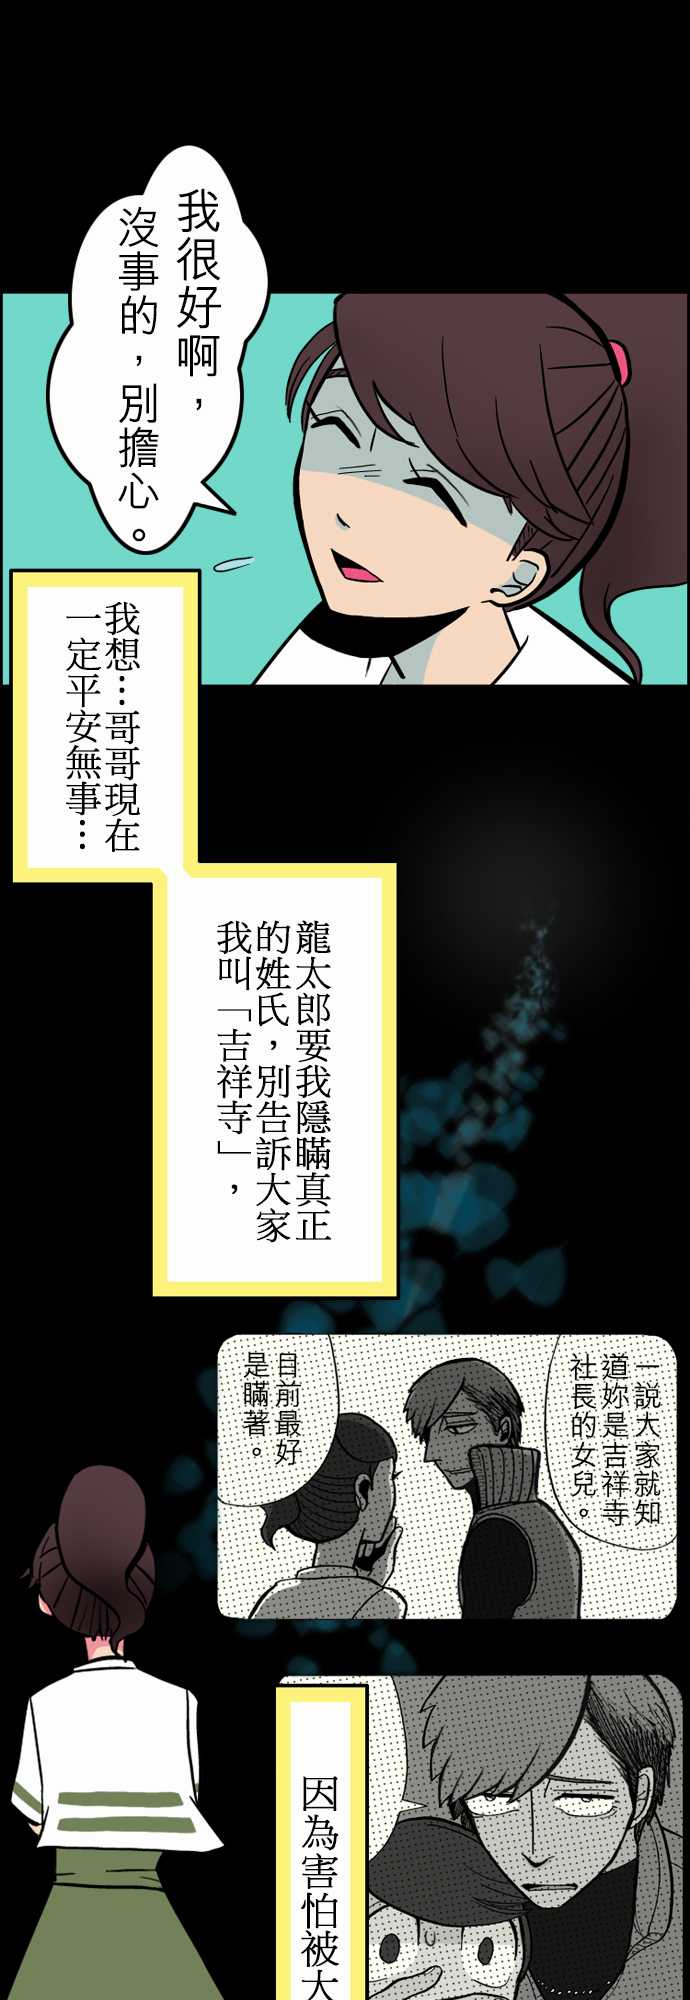 我很好啊，
沒事的，別擔心。
我想…哥哥現在
一定平安無事…
龍太郎要我隱瞞真正
的姓氏，別告訴大家
我叫「吉祥寺」，
一說大家就知
道妳是吉祥寺
社長的女兒。
目前最好
是瞞著。
因為害怕被大